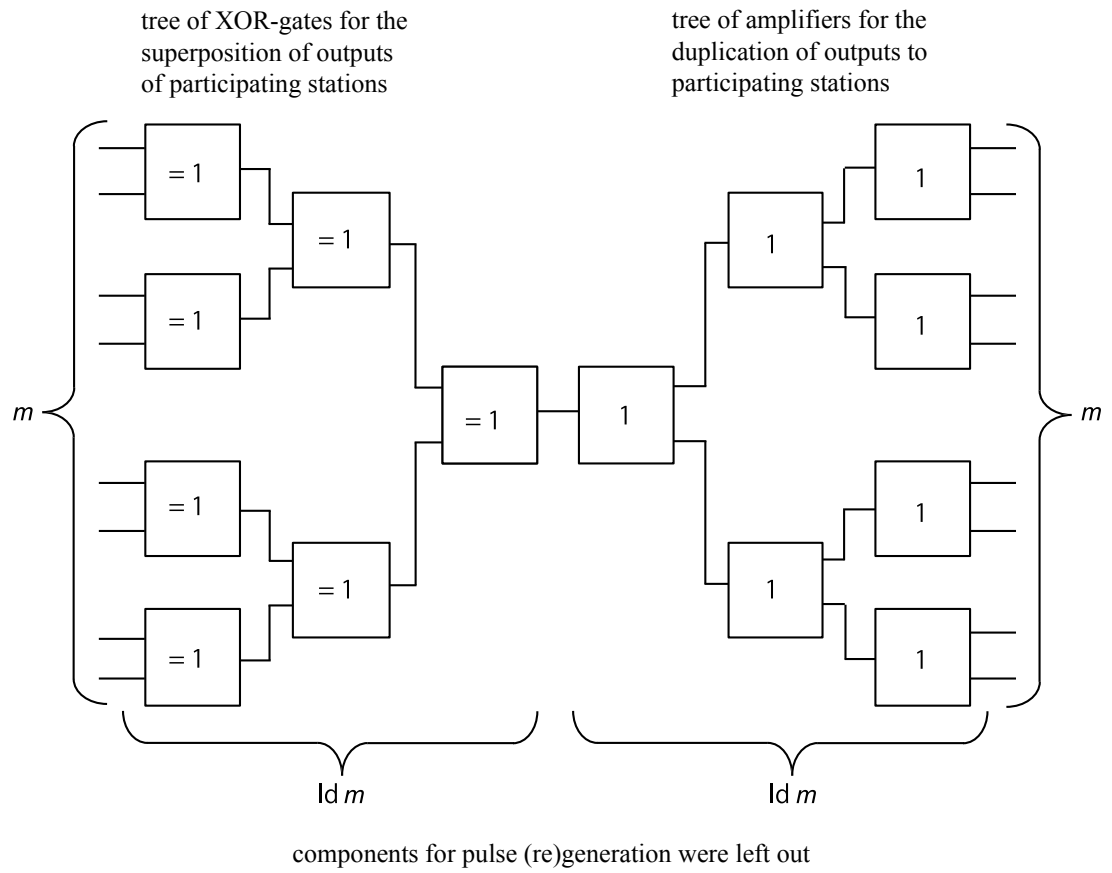 tree of XOR-gates for the
superposition of outputs
of participating stations
tree of amplifiers for the
duplication of outputs to
participating stations
= 1
= 1
= 1
= 1
= 1
= 1
= 1
1
1
1
1
1
1
1
m
m
ld m
ld m
components for pulse (re)generation were left out